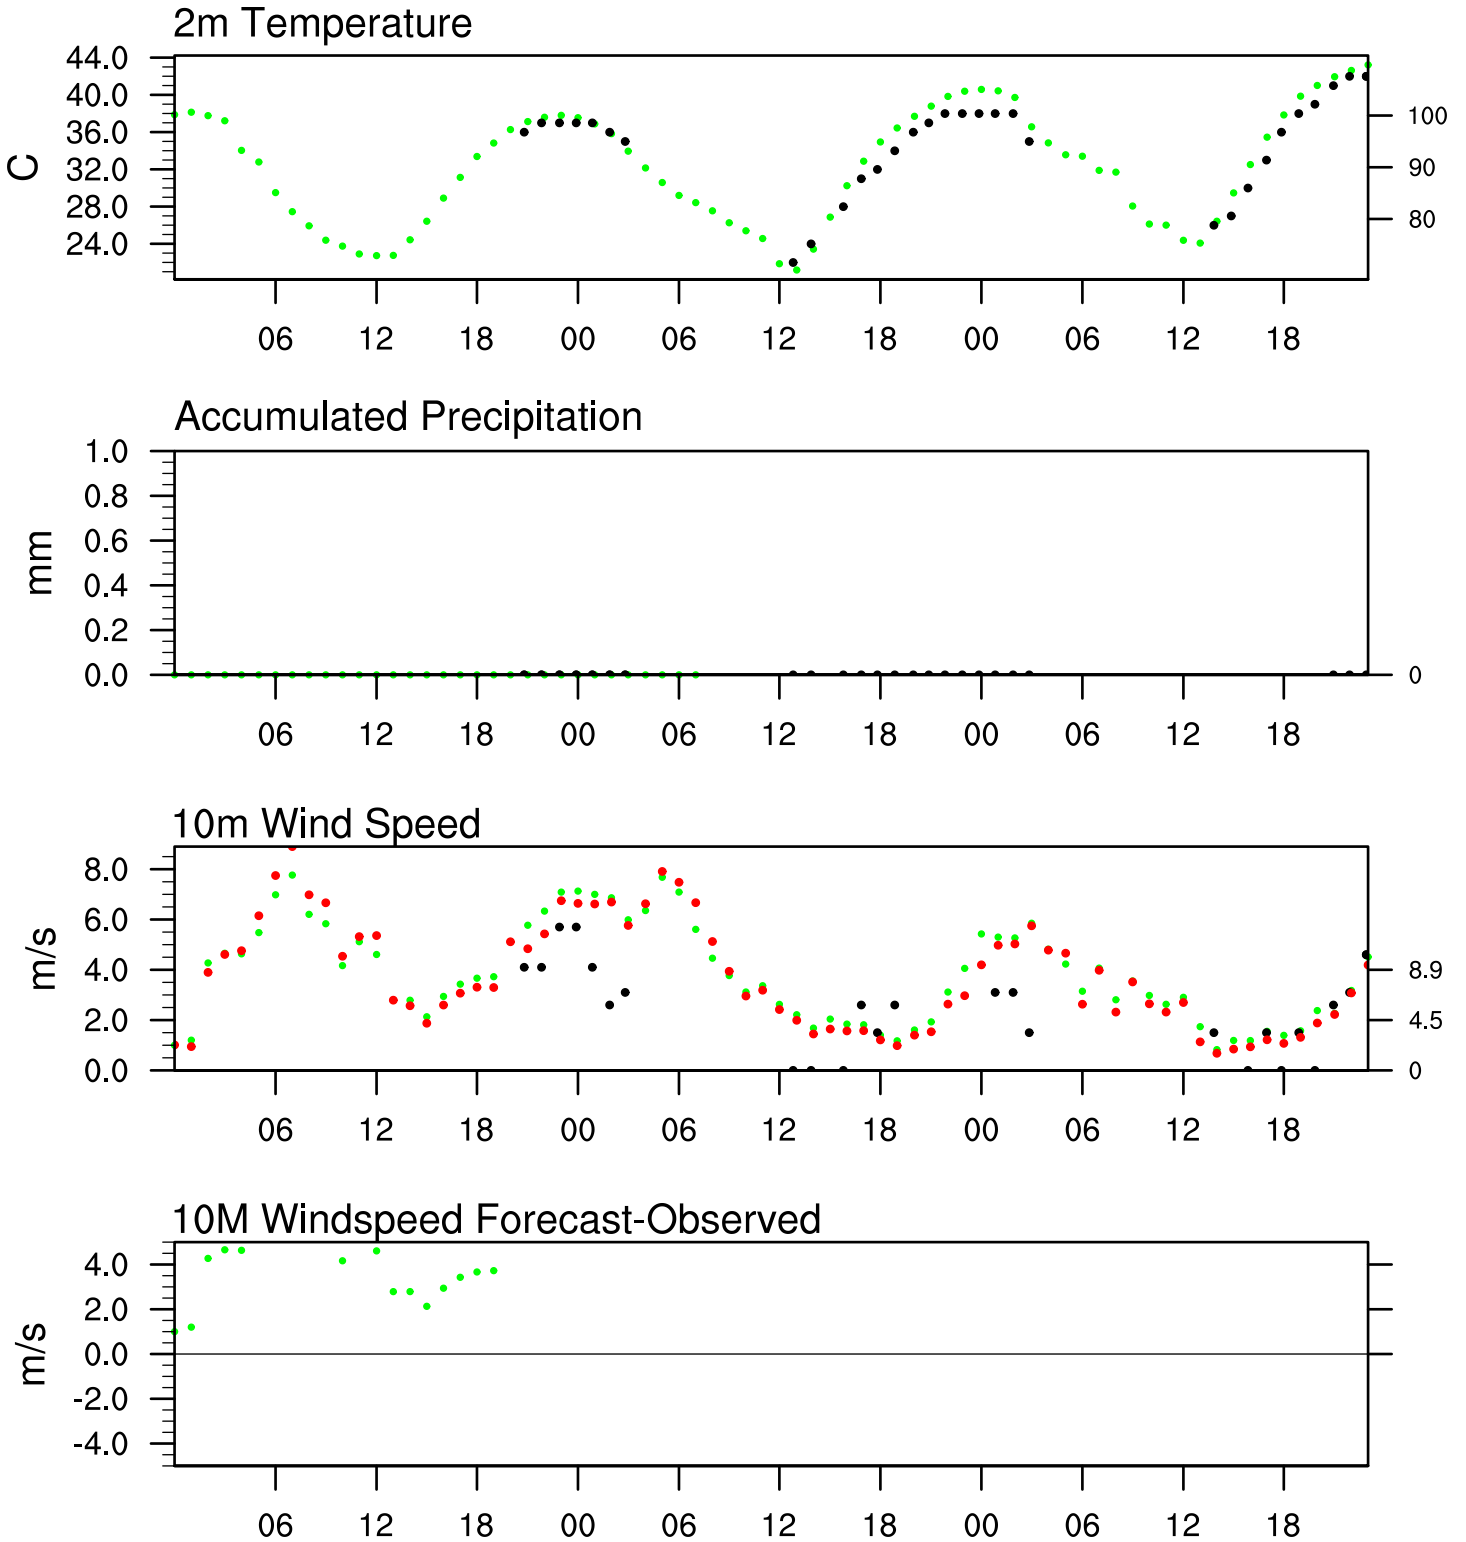 2m Temperature
44.0
40.0
36.0
32.0
28.0
24.0
C
100
90
80
06 12 18 00 06 12 18 00 06 12 18
Accumulated Precipitation
1.0
0.8
0.6
0.4
0.2
0.0
mm
0
06 12 18 00 06 12 18 00 06 12 18
10m Wind Speed
8.0
6.0
4.0
2.0
0.0
m/s
8.9
4.5
0
06 12 18 00 06 12 18 00 06 12 18
10M Windspeed Forecast-Observed
4.0
2.0
0.0
-2.0
-4.0
m/s
06 12 18 00 06 12 18 00 06 12 18